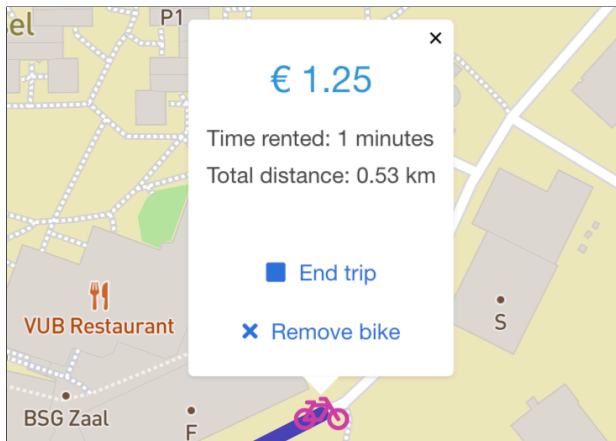 el
P1
×
€ 1.25
Time rented: 1 minutes
Total distance: 0.53 km
End trip
Remove bike
VUB Restaurant
S
BSG Zaal
F